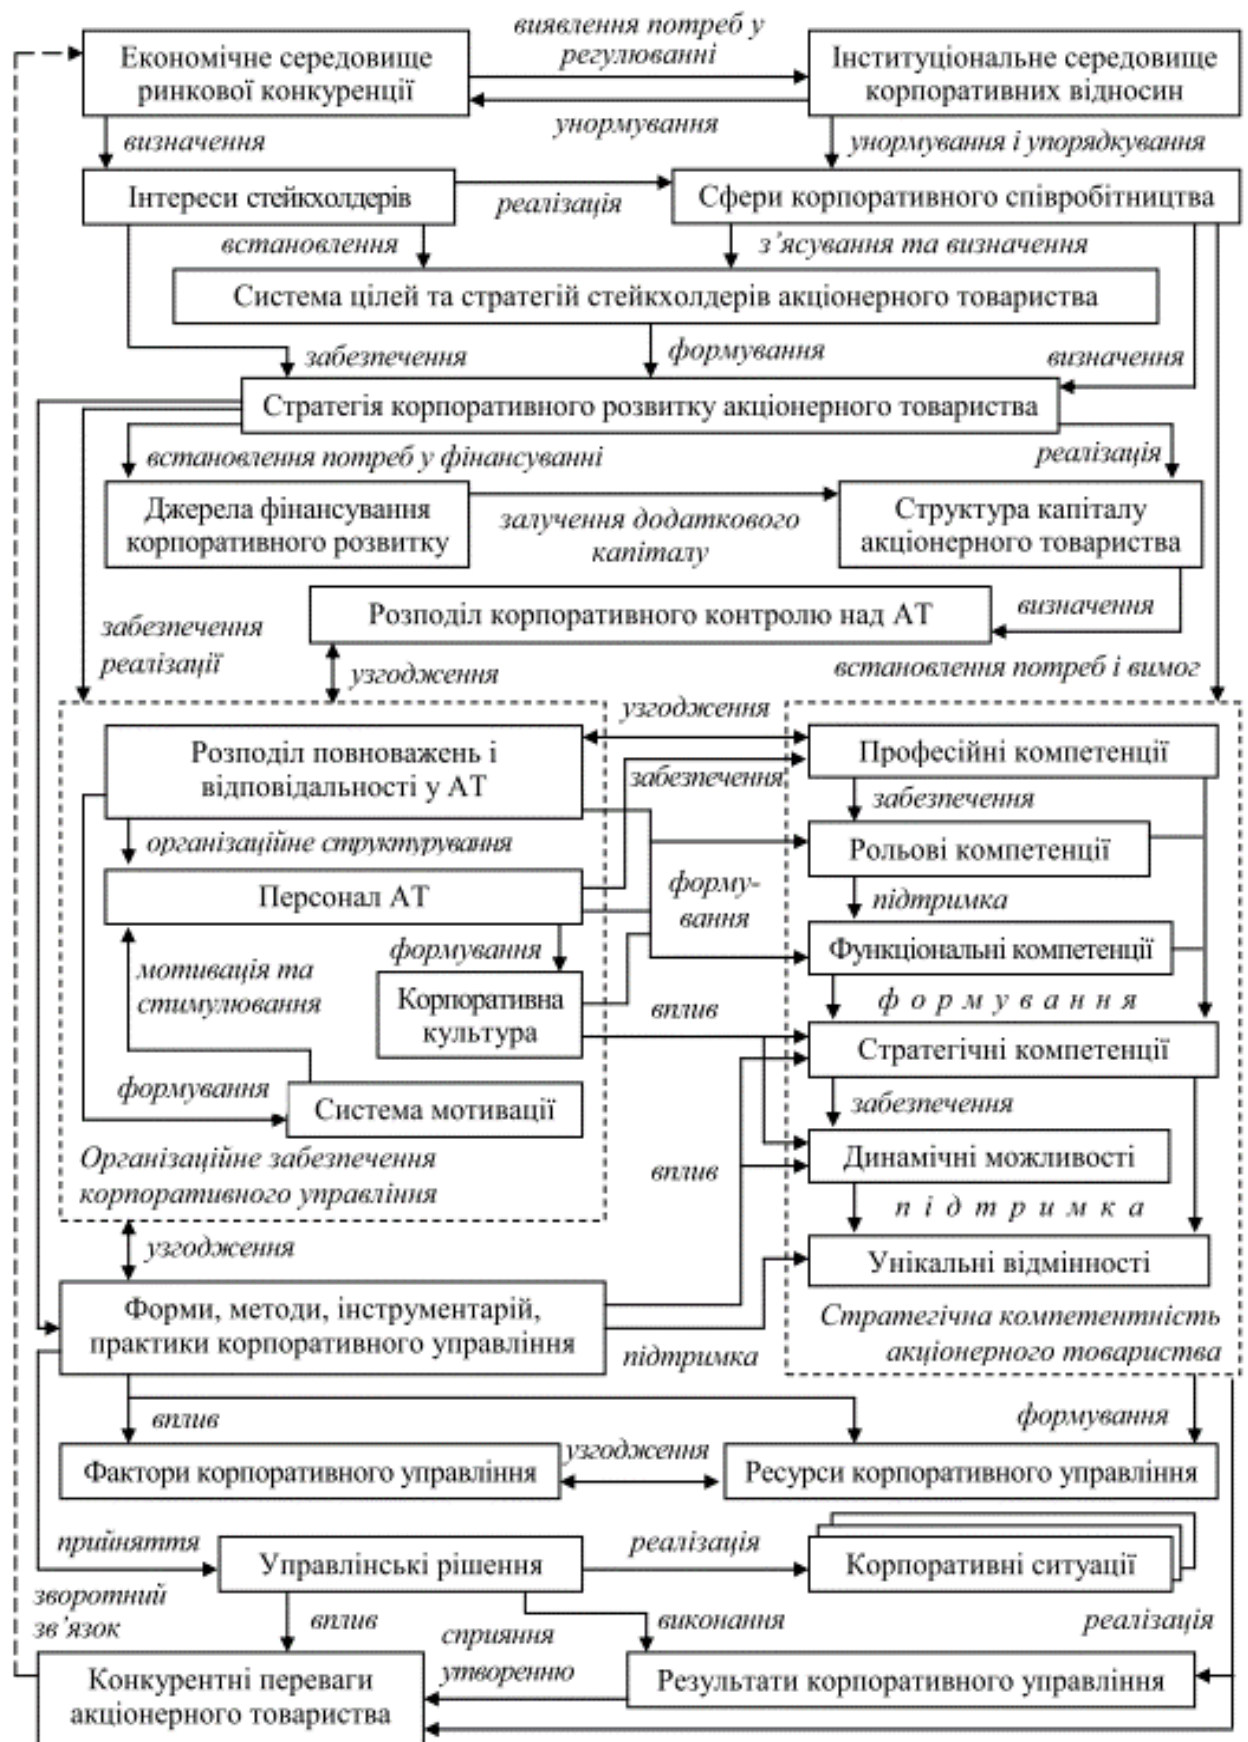 виявлення потреб у
регулюванні
Економічне середовище
ринкової конкуренції
Інституціональне середовище
корпоративних відносин
унормування
визначення
унормування і упорядкування
Інтереси стейкхолдерів
реалізація
Сфери корпоративного співробітництва
встановлення
з’ясування та визначення
Система цілей та стратегій стейкхолдерів акціонерного товариства
забезпечення
формування
визначення
Стратегія корпоративного розвитку акціонерного товариства
встановлення потреб у фінансуванні
реалізація
Джерела фінансування
корпоративного розвитку
залучення додаткового
капіталу
Структура капіталу
акціонерного товариства
Розподіл корпоративного контролю над АТ
визначення
забезпечення
реалізації
узгодження
встановлення потреб і вимог
узгодження
Розподіл повноважень і
відповідальності у АТ
Професійні компетенції
забезпечення
забезпечення
організаційне структурування
Рольові компетенції
Персонал АТ
форму-
вання
підтримка
формування
Функціональні компетенції
мотивація та
стимулювання
Корпоративна
культура
вплив
формування
Стратегічні компетенції
формування
Система мотивації
забезпечення
Організаційне забезпечення
корпоративного управління
вплив
Динамічні можливості
підтримка
узгодження
Унікальні відмінності
Форми, методи, інструментарій,
практики корпоративного управління
Стратегічна компетентність
акціонерного товариства
підтримка
вплив
формування
узгодження
Фактори корпоративного управління
Ресурси корпоративного управління
прийняття
Управлінські рішення
реалізація
Корпоративні ситуації
зворотний
зв’язок
вплив
сприяння
утворенню
виконання
реалізація
Конкурентні переваги
акціонерного товариства
Результати корпоративного управління